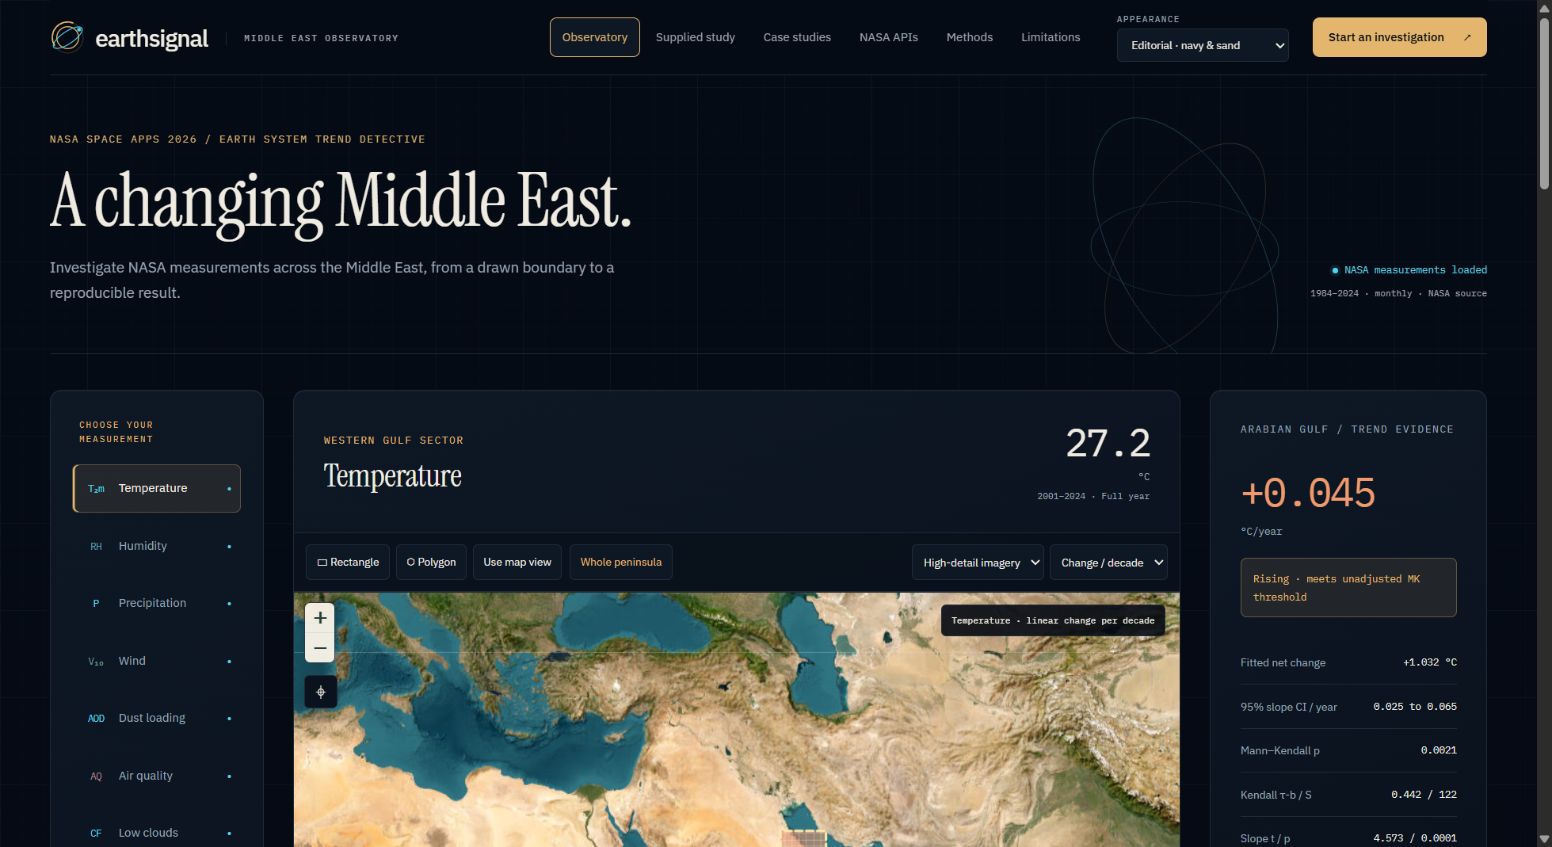 earthsignal
MIDDLE EAST OBSERVATORY
Observatory
Supplied study
Case studies
NASA APIs
Methods
Limitations
APPEARANCE
Editorial · navy & sand
Start an investigation ↗
NASA SPACE APPS 2026 / EARTH SYSTEM TREND DETECTIVE
A changing Middle East.
Investigate NASA measurements across the Middle East, from a drawn boundary to a
reproducible result.
NASA measurements loaded
1984–2024 · monthly · NASA source
CHOOSE YOUR
MEASUREMENT
T₂m Temperature
RH Humidity
P Precipitation
V₁₀ Wind
AOD Dust loading
AQ Air quality
CF Low clouds
WESTERN GULF SECTOR
Temperature
27.2
°C
2001–2024 · Full year
Rectangle
Polygon
Use map view
Whole peninsula
High-detail imagery
Change / decade
+
−
Temperature · linear change per decade
ARABIAN GULF / TREND EVIDENCE
+0.045
°C/year
Rising · meets unadjusted MK
threshold
Fitted net change +1.032 °C
95% slope CI / year 0.025 to 0.065
Mann–Kendall p 0.0021
Kendall τ-b / S 0.442 / 122
Slope t / p 4.573 / 0.0001